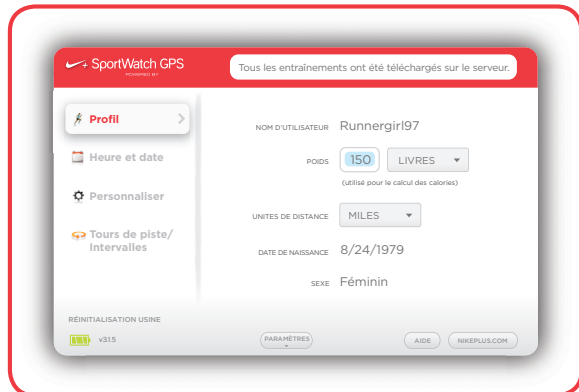 SportWatch GPS
POWERED BY
Tous les entraînements ont été téléchargés sur le serveur.
Profil
Heure et date
Personnaliser
Tours de piste/
Intervalles
NOM D'UTILISATEUR Runnergirl97
POIDS 150 LIVRES
(utilisé pour le calcul des calories)
UNITES DE DISTANCE MILES
DATE DE NAISSANCE 8/24/1979
SEXE Féminin
RÉINITIALISATION USINE
v31.5
PARAMÈTRES
AIDE
NIKEPLUS.COM